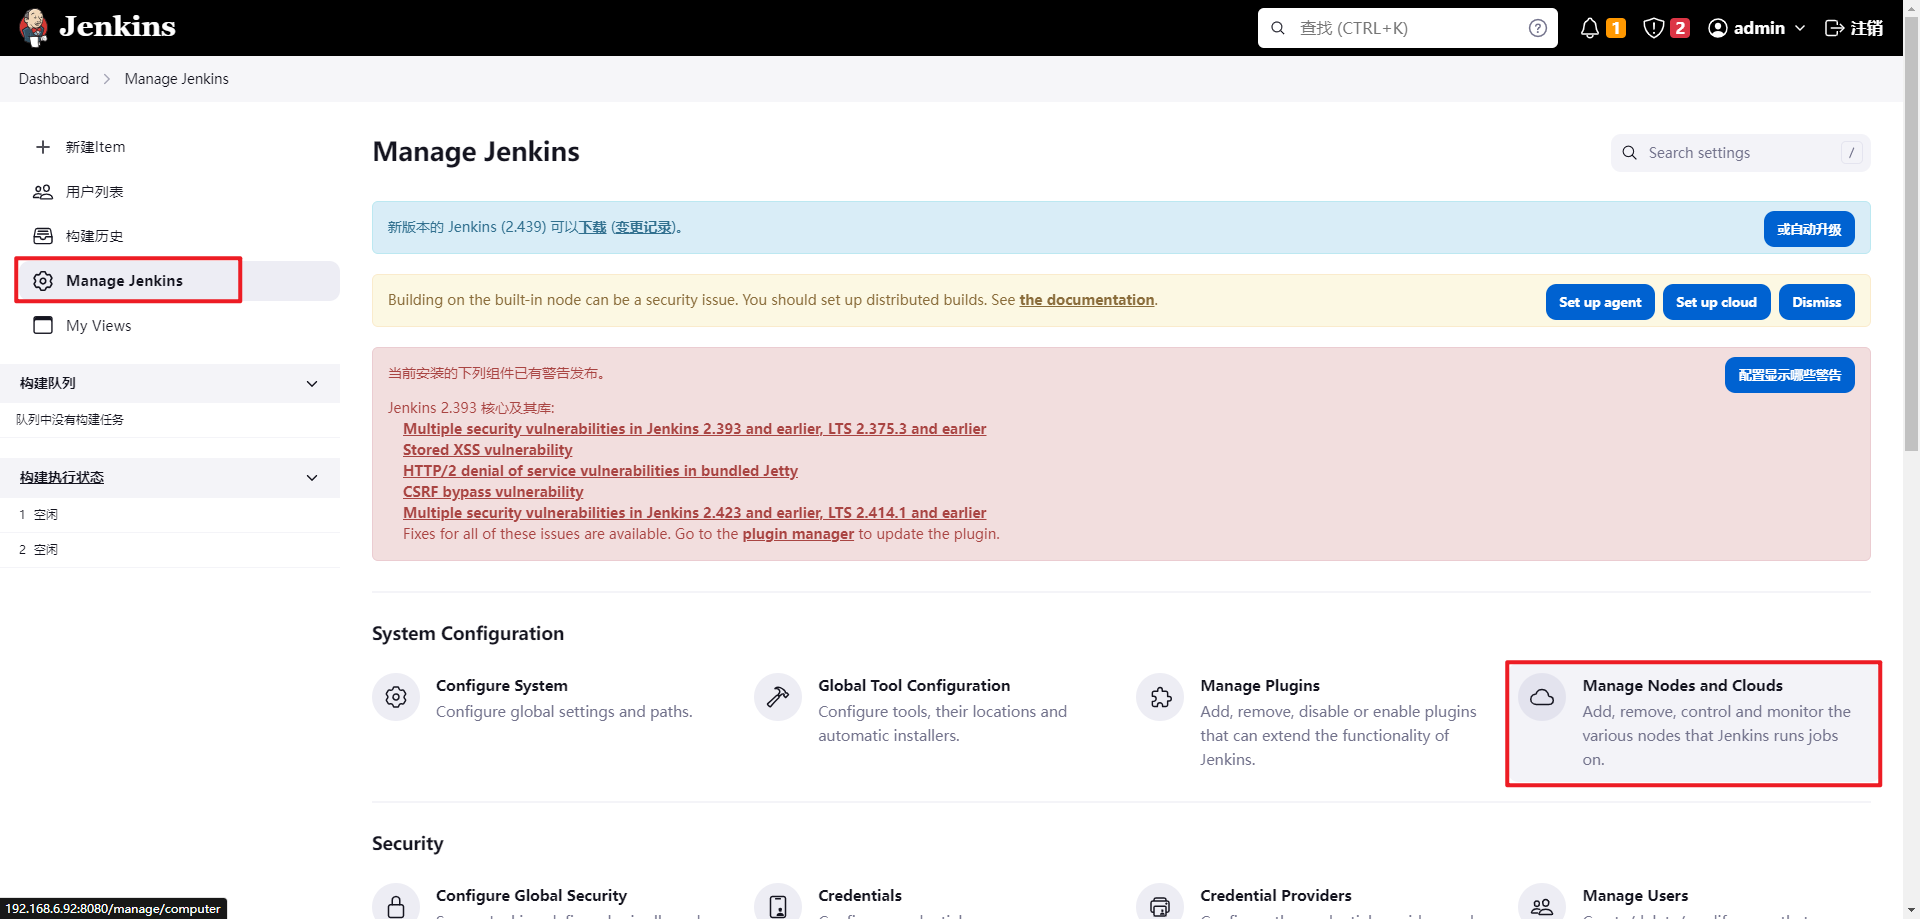 Jenkins
查找 (CTRL+K)
1
2
admin
注销
Dashboard
Manage Jenkins
新建Item
用户列表
构建历史
Manage Jenkins
My Views
构建队列
队列中没有构建任务
构建执行状态
1 空闲
2 空闲
Manage Jenkins
Search settings
/
新版本的 Jenkins (2.439) 可以下载 (变更记录)。
或自动升级
Building on the built-in node can be a security issue. You should set up distributed builds. See the documentation.
Set up agent
Set up cloud
Dismiss
当前安装的下列组件已有警告发布。
配置显示哪些警告
Jenkins 2.393 核心及其库:
Multiple security vulnerabilities in Jenkins 2.393 and earlier, LTS 2.375.3 and earlier
Stored XSS vulnerability
HTTP/2 denial of service vulnerabilities in bundled Jetty
CSRF bypass vulnerability
Multiple security vulnerabilities in Jenkins 2.423 and earlier, LTS 2.414.1 and earlier
Fixes for all of these issues are available. Go to the plugin manager to update the plugin.
System Configuration
Configure System
Configure global settings and paths.
Global Tool Configuration
Configure tools, their locations and
automatic installers.
Manage Plugins
Add, remove, disable or enable plugins
that can extend the functionality of
Jenkins.
Manage Nodes and Clouds
Add, remove, control and monitor the
various nodes that Jenkins runs jobs
on.
Security
Configure Global Security
Credentials
Credential Providers
Manage Users
192.168.6.92:8080/manage/computer